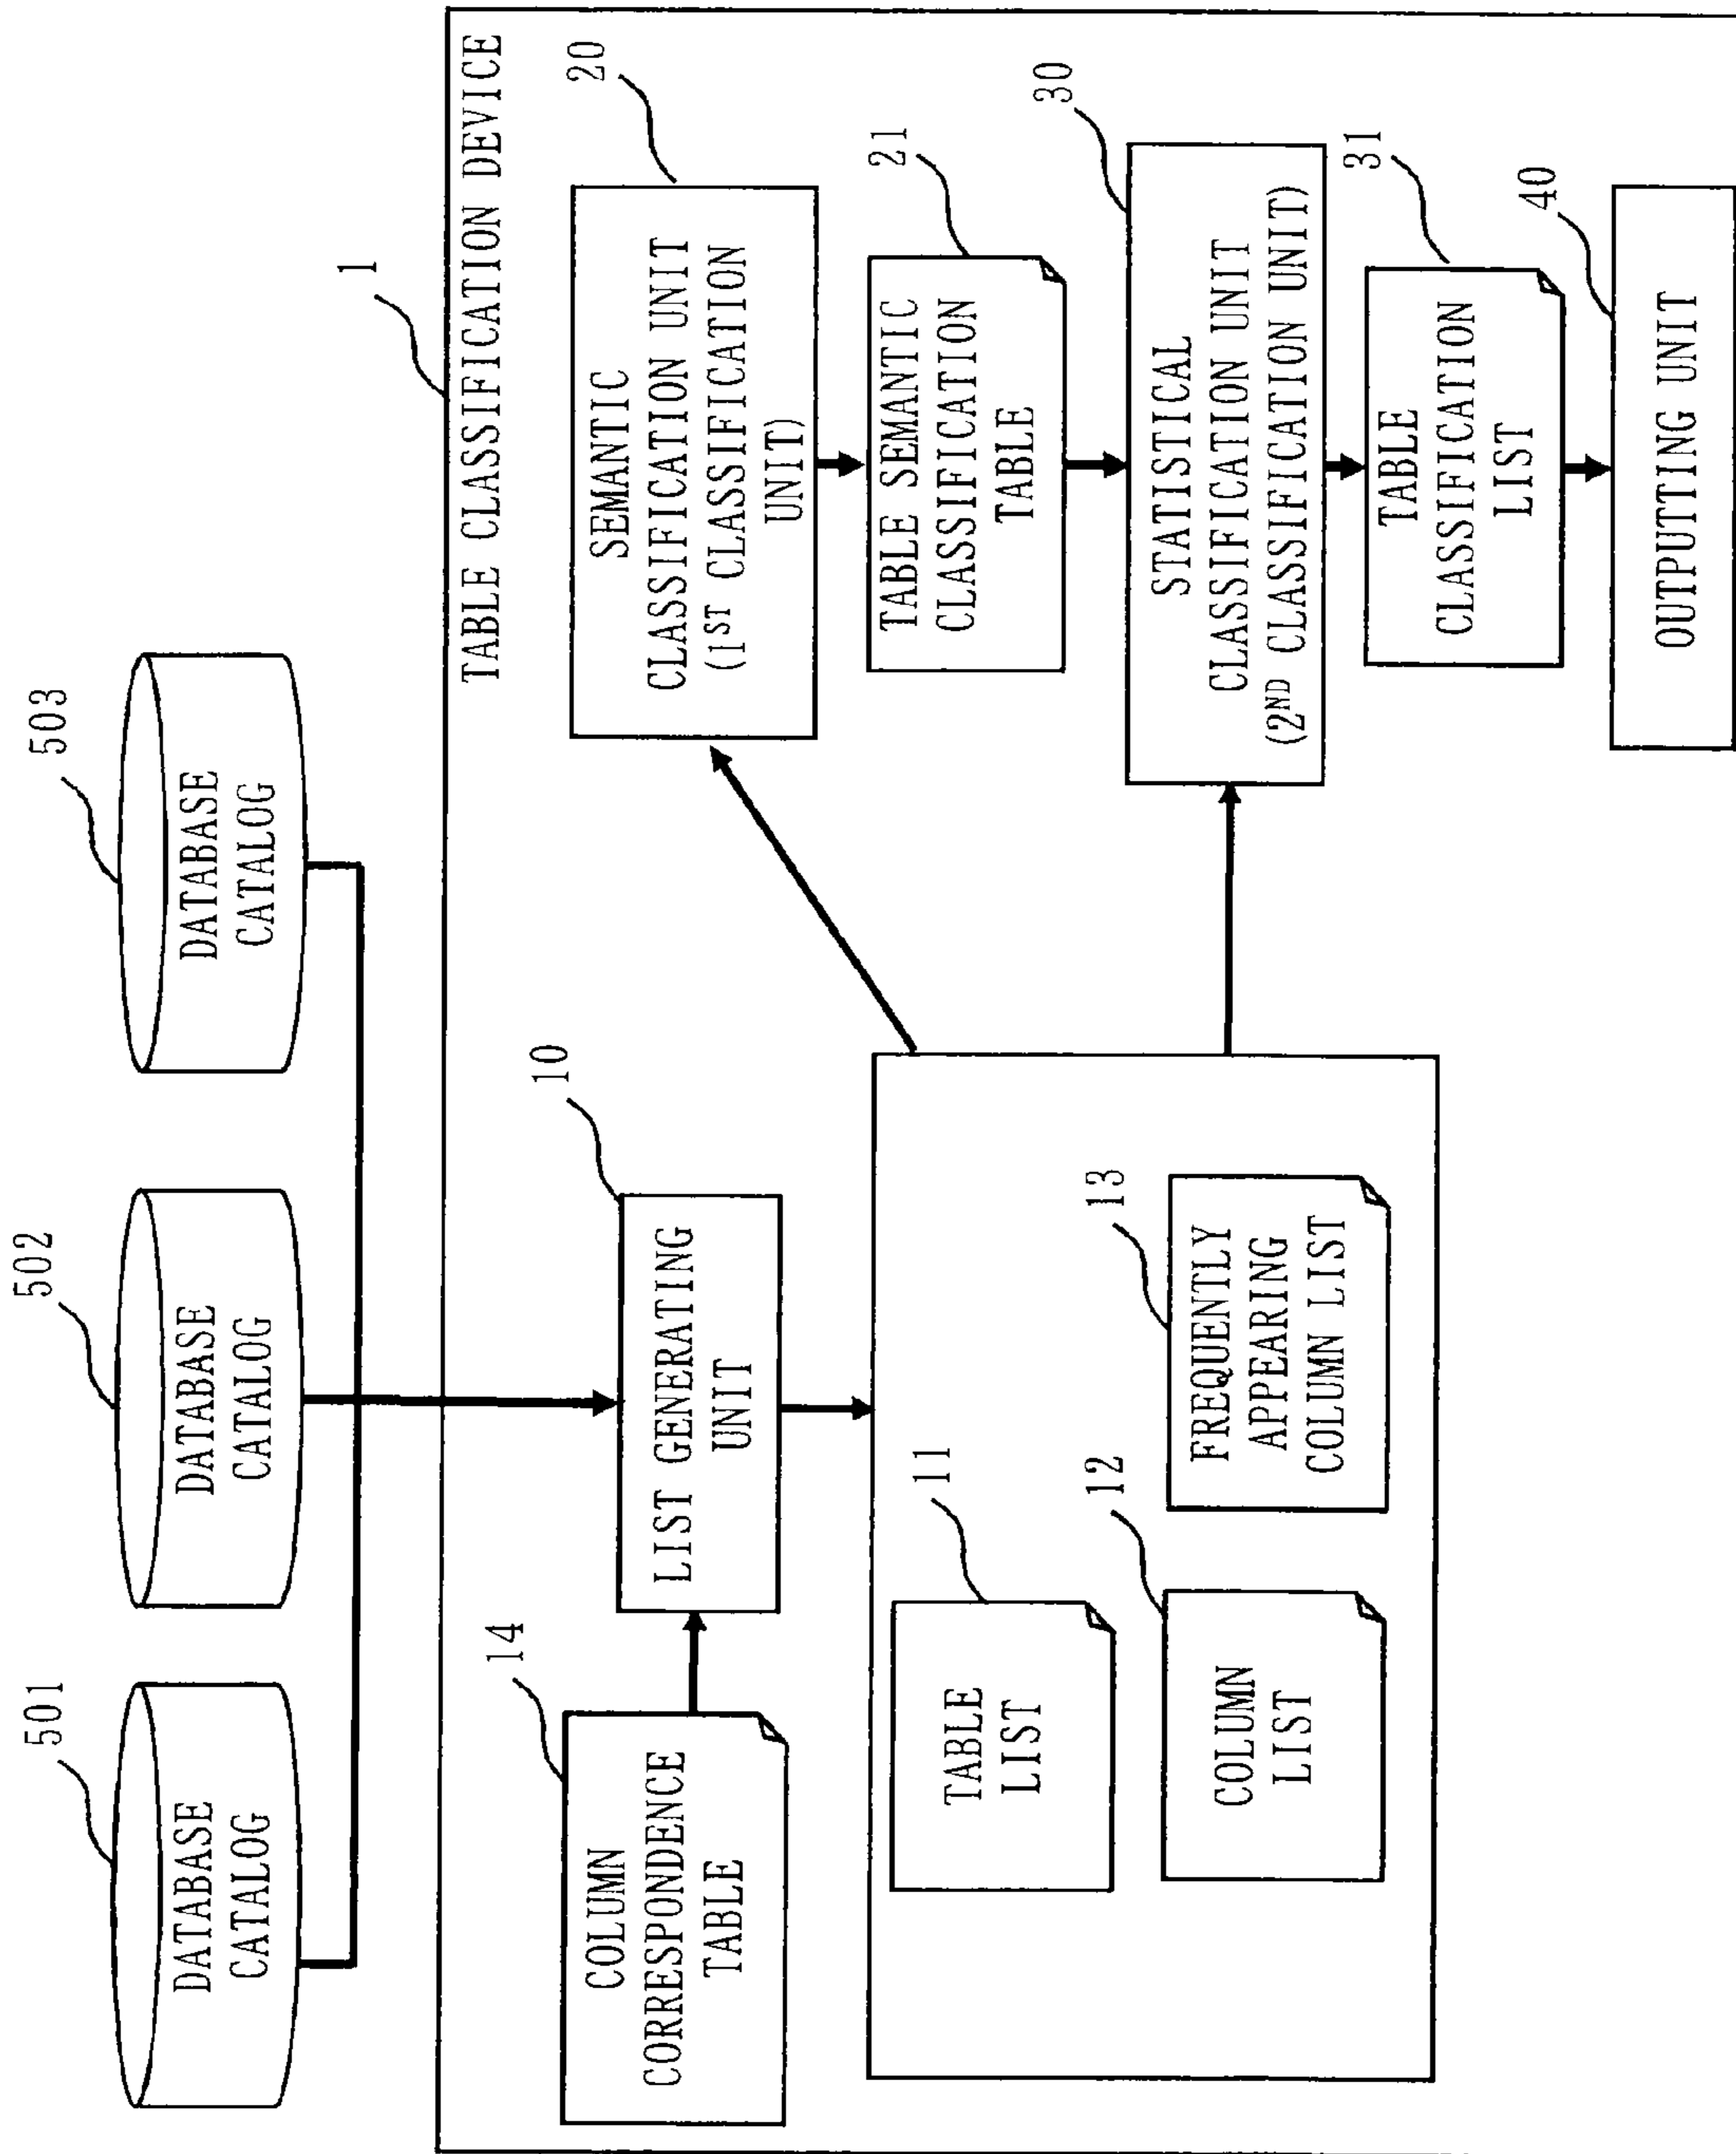 501
DATABASE
CATALOG
502
DATABASE
CATALOG
503
DATABASE
CATALOG
1
TABLE CLASSIFICATION DEVICE
14
COLUMN
CORRESPONDENCE
TABLE
10
LIST GENERATING
UNIT
11
TABLE
LIST
12
COLUMN
LIST
13
FREQUENTLY
APPEARING
COLUMN LIST
20
SEMANTIC
CLASSIFICATION UNIT
(1ST CLASSIFICATION
UNIT)
21
TABLE SEMANTIC
CLASSIFICATION
TABLE
30
STATISTICAL
CLASSIFICATION UNIT
(2ND CLASSIFICATION UNIT)
31
TABLE
CLASSIFICATION
LIST
40
OUTPUTING UNIT